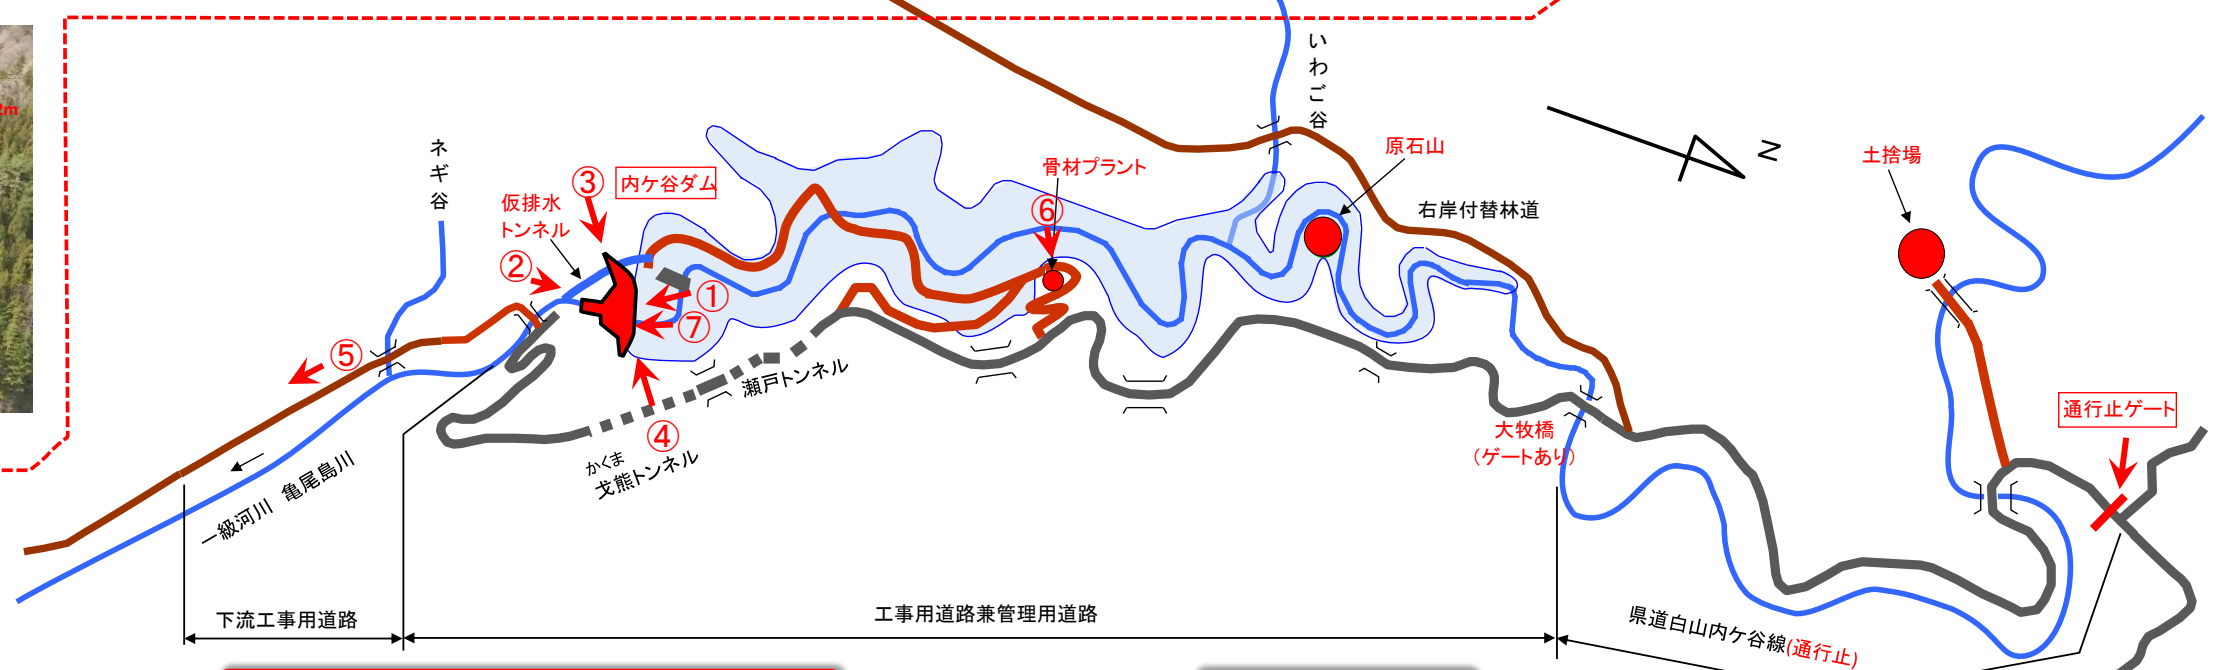 2m
ネギ谷
いわご谷
③
内ケ谷ダム
仮排水
トンネル
②
①
⑦
骨材プラント
⑥
原石山
右岸付替林道
N
土捨場
⑤
④
瀬戸トンネル
かくま
戈熊トンネル
一級河川 亀尾島川
大牧橋
(ゲートあり)
通行止ゲート
下流工事用道路
工事用道路兼管理用道路
県道白山内ケ谷線(通行止)